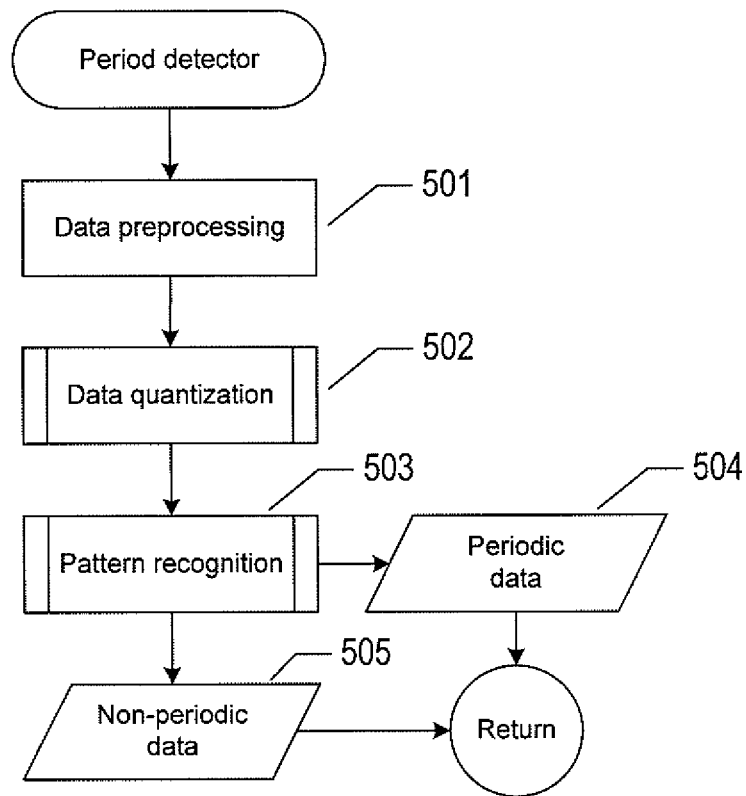 Period detector
501
Data preprocessing
502
Data quantization
503
504
Pattern recognition
Periodic
data
505
Non-periodic
data
Return